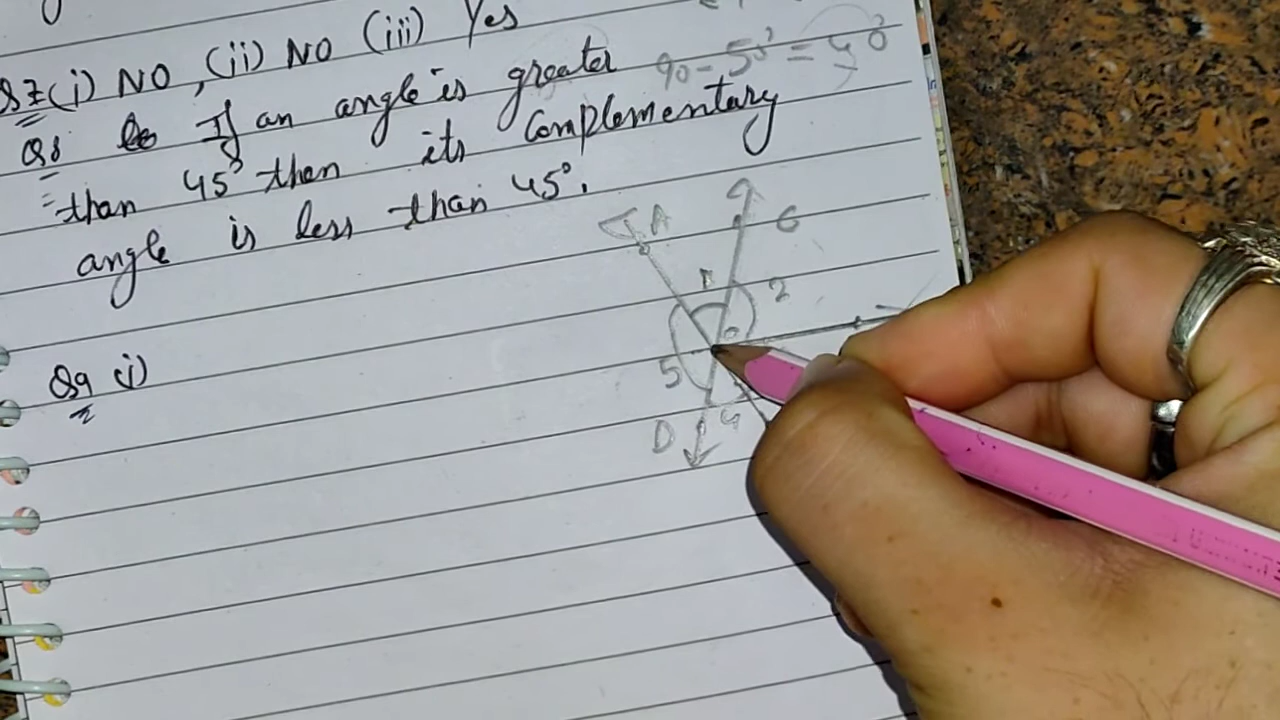 Q7 (i) NO, (ii) NO (iii) Yes
90 - 50° = 40
Q8 If an angle is greater
than 45° then its complementary
angle is less than 45°.
A
C
1
2
O
5
D
4
Q9 (i)